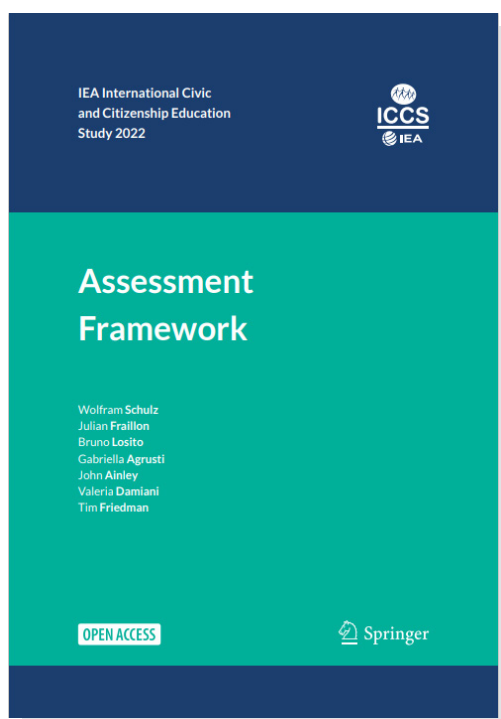 IEA International Civic
and Citizenship Education
Study 2022
ICCS
IEA
Assessment
Framework
Wolfram Schulz
Julian Fraillon
Bruno Losito
Gabriella Agrusti
John Ainley
Valeria Damiani
Tim Friedman
OPEN ACCESS
Springer